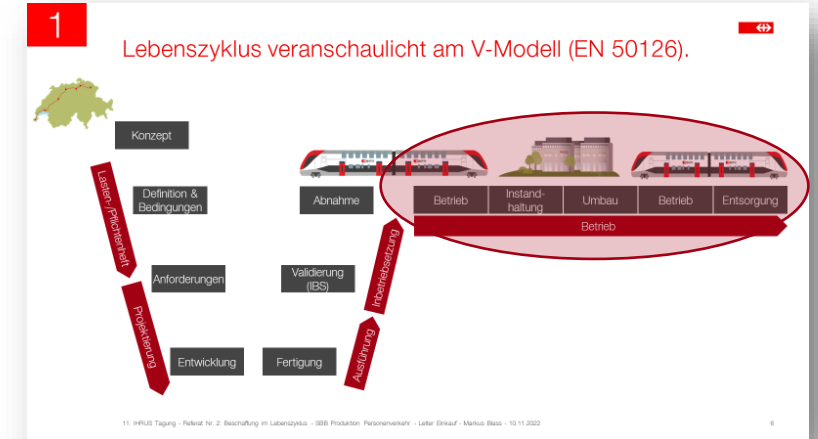 1
Lebenszyklus veranschaulicht am V-Modell (EN 50126).
Konzept
Lasten-/Pflichtenheft
Definition &
Bedingungen
Abnahme
Betrieb
Instand-
haltung
Umbau
Betrieb
Entsorgung
Betrieb
Inbetriebsetzung
Anforderungen
Validierung
(IBS)
Projektierung
Entwicklung
Fertigung
Ausführung
11. IHRUS Tagung - Referat Nr. 2: Beschaffung im Lebenszyklus - SBB Produktion Personenverkehr - Leiter Einkauf - Markus Blass - 10.11.2022
6